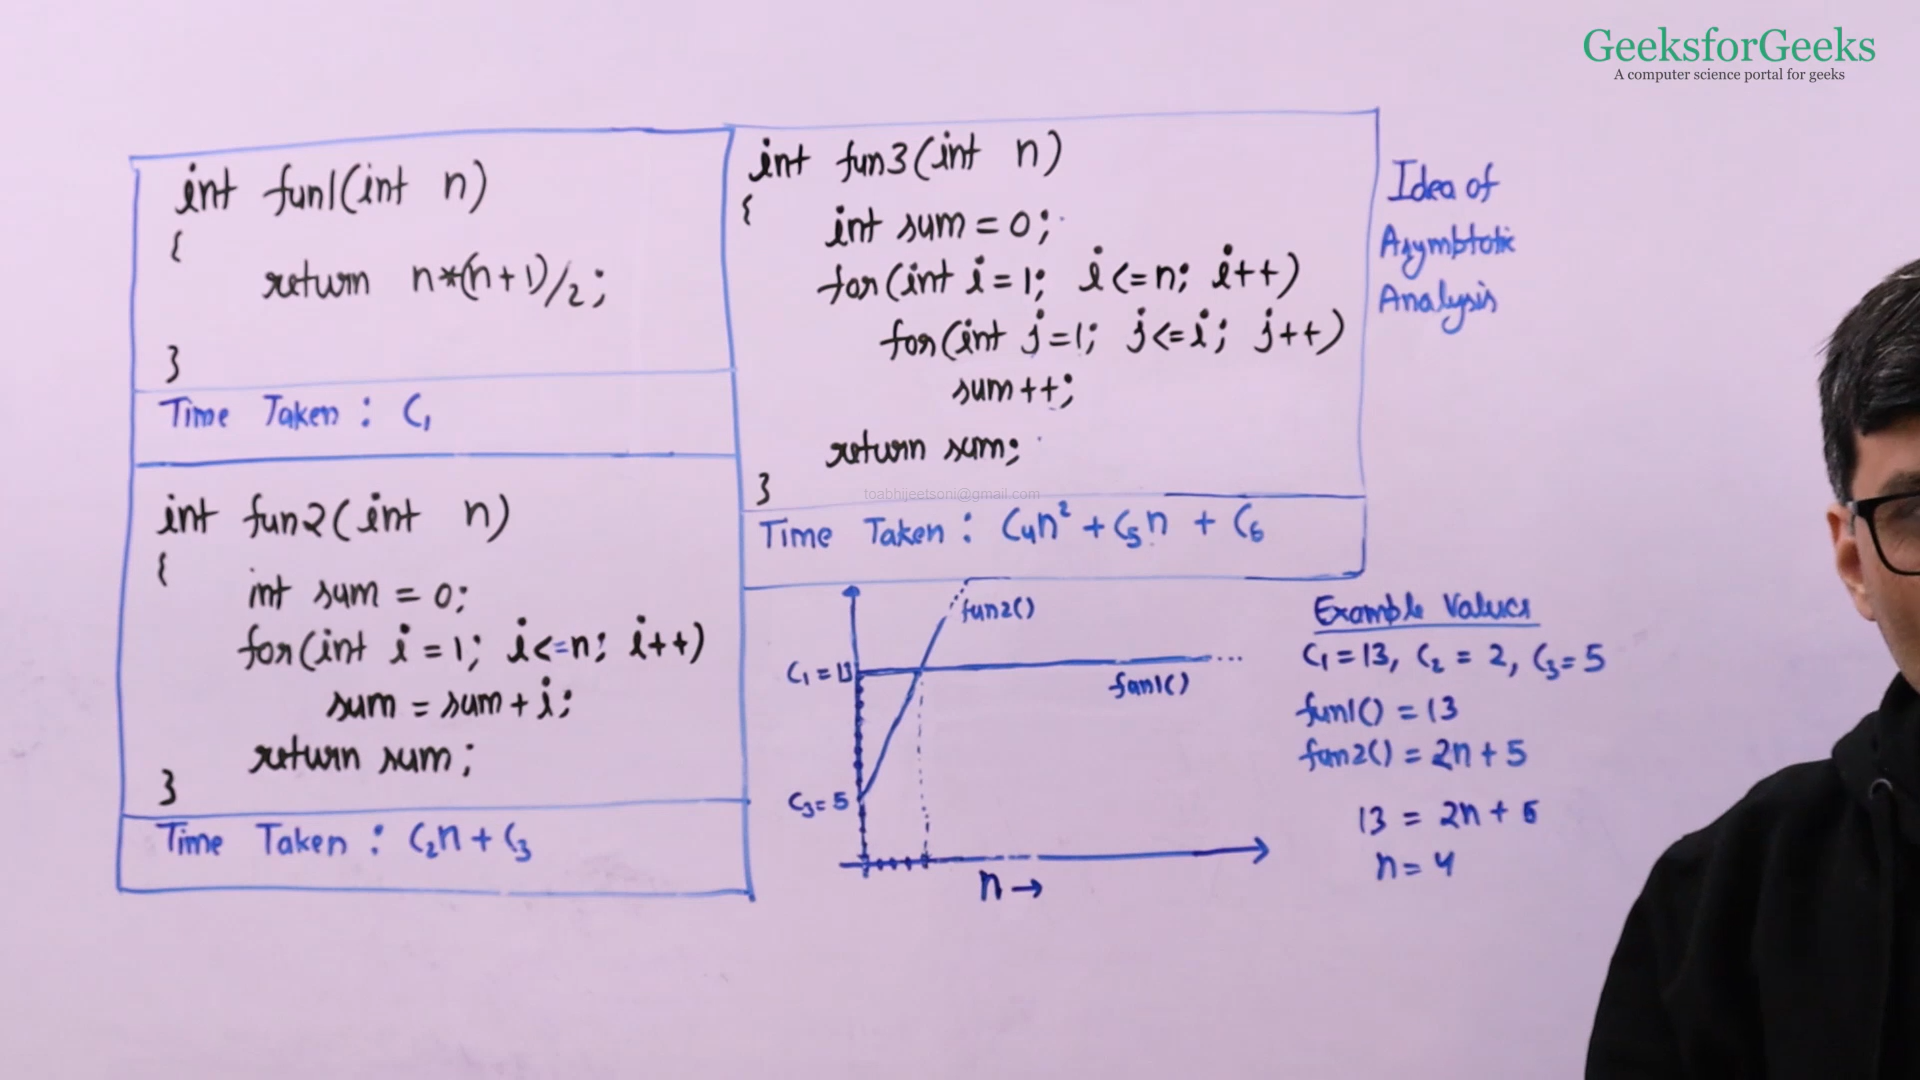 GeeksforGeeks
A computer science portal for geeks
int fun1(int n)
{
return n*(n+1)/2;
}
Time Taken : C₁
int fun2(int n)
{
int sum = 0;
for(int i = 1; i<=n; i++)
sum = sum + i;
return sum;
}
Time Taken : C₂n + C₃
int fun3(int n)
{
int sum = 0;
for(int i = 1; i<=n; i++)
for(int j=1; j<=i; j++)
sum++;
return sum;
}
toabhijeetsoni@gmail.com
Time Taken : C₄n² + C₅n + C₆
Idea of
Asymbtotic
Analysis
fun2()
C₁ = 13
fun1()
C₃= 5
n →
Example Values
C₁ = 13, C₂ = 2, C₃= 5
fun1() = 13
fun2() = 2n + 5
13 = 2n + 5
n = 4